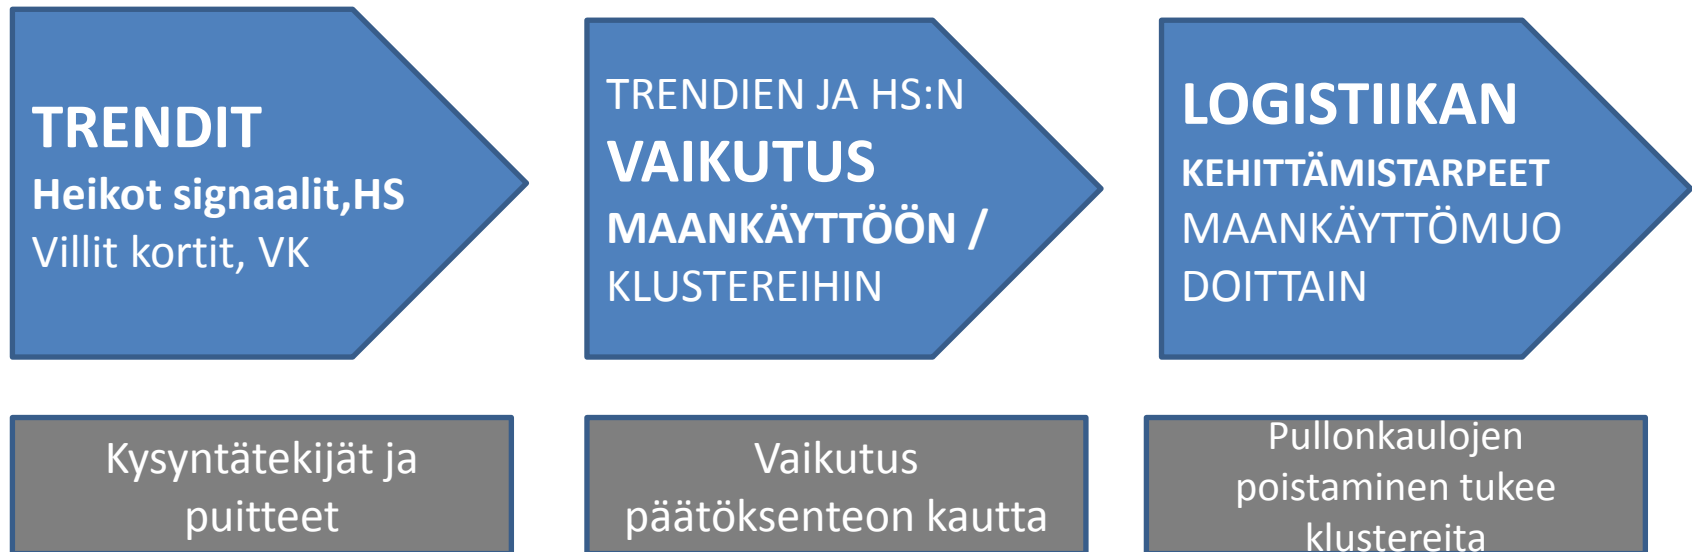 TRENDIT
Heikot signaalit,HS
Villit kortit, VK
TRENDIEN JA HS:N
VAIKUTUS
MAANKÄYTTÖÖN /
KLUSTEREIHIN
LOGISTIIKAN
KEHITTÄMISTARPEET
MAANKÄYTTÖMUO
DOITTAIN
Kysyntätekijät ja
puitteet
Vaikutus
päätöksenteon kautta
Pullonkaulojen
poistaminen tukee
klustereita